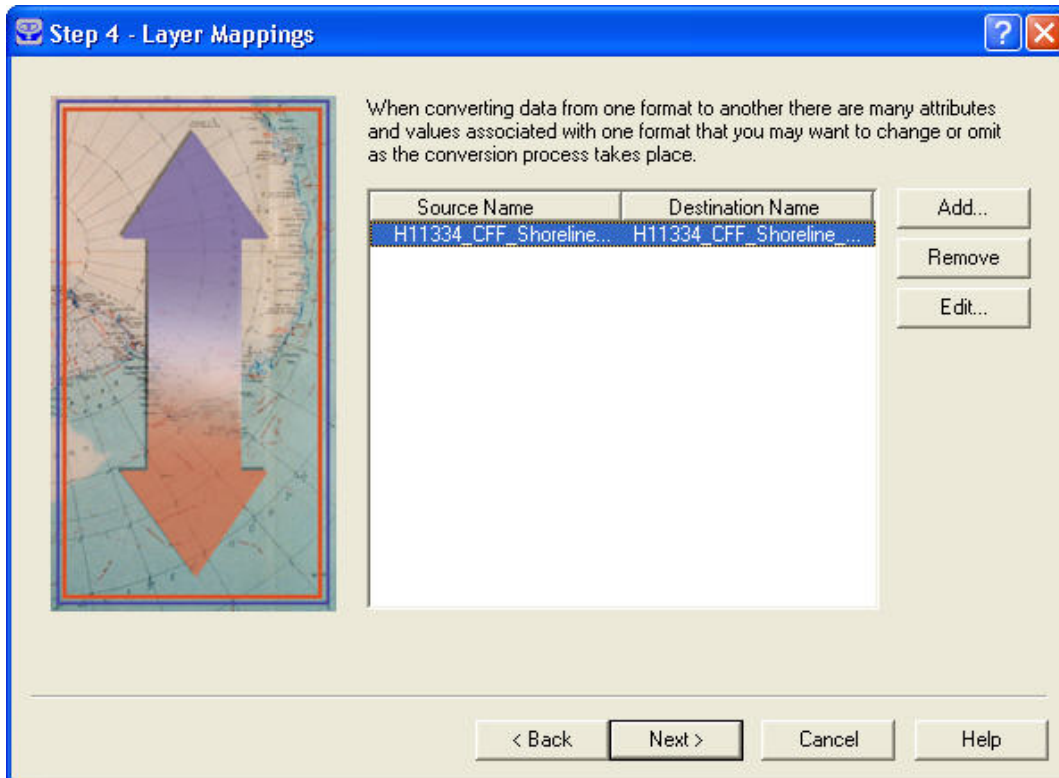 Step 4 - Layer Mappings
?
When converting data from one format to another there are many attributes
and values associated with one format that you may want to change or omit
as the conversion process takes place.
Source Name Destination Name
H11334_CFF_Shoreline... H11334_CFF_Shoreline_...
Add...
Remove
Edit...
< Back Next > Cancel Help